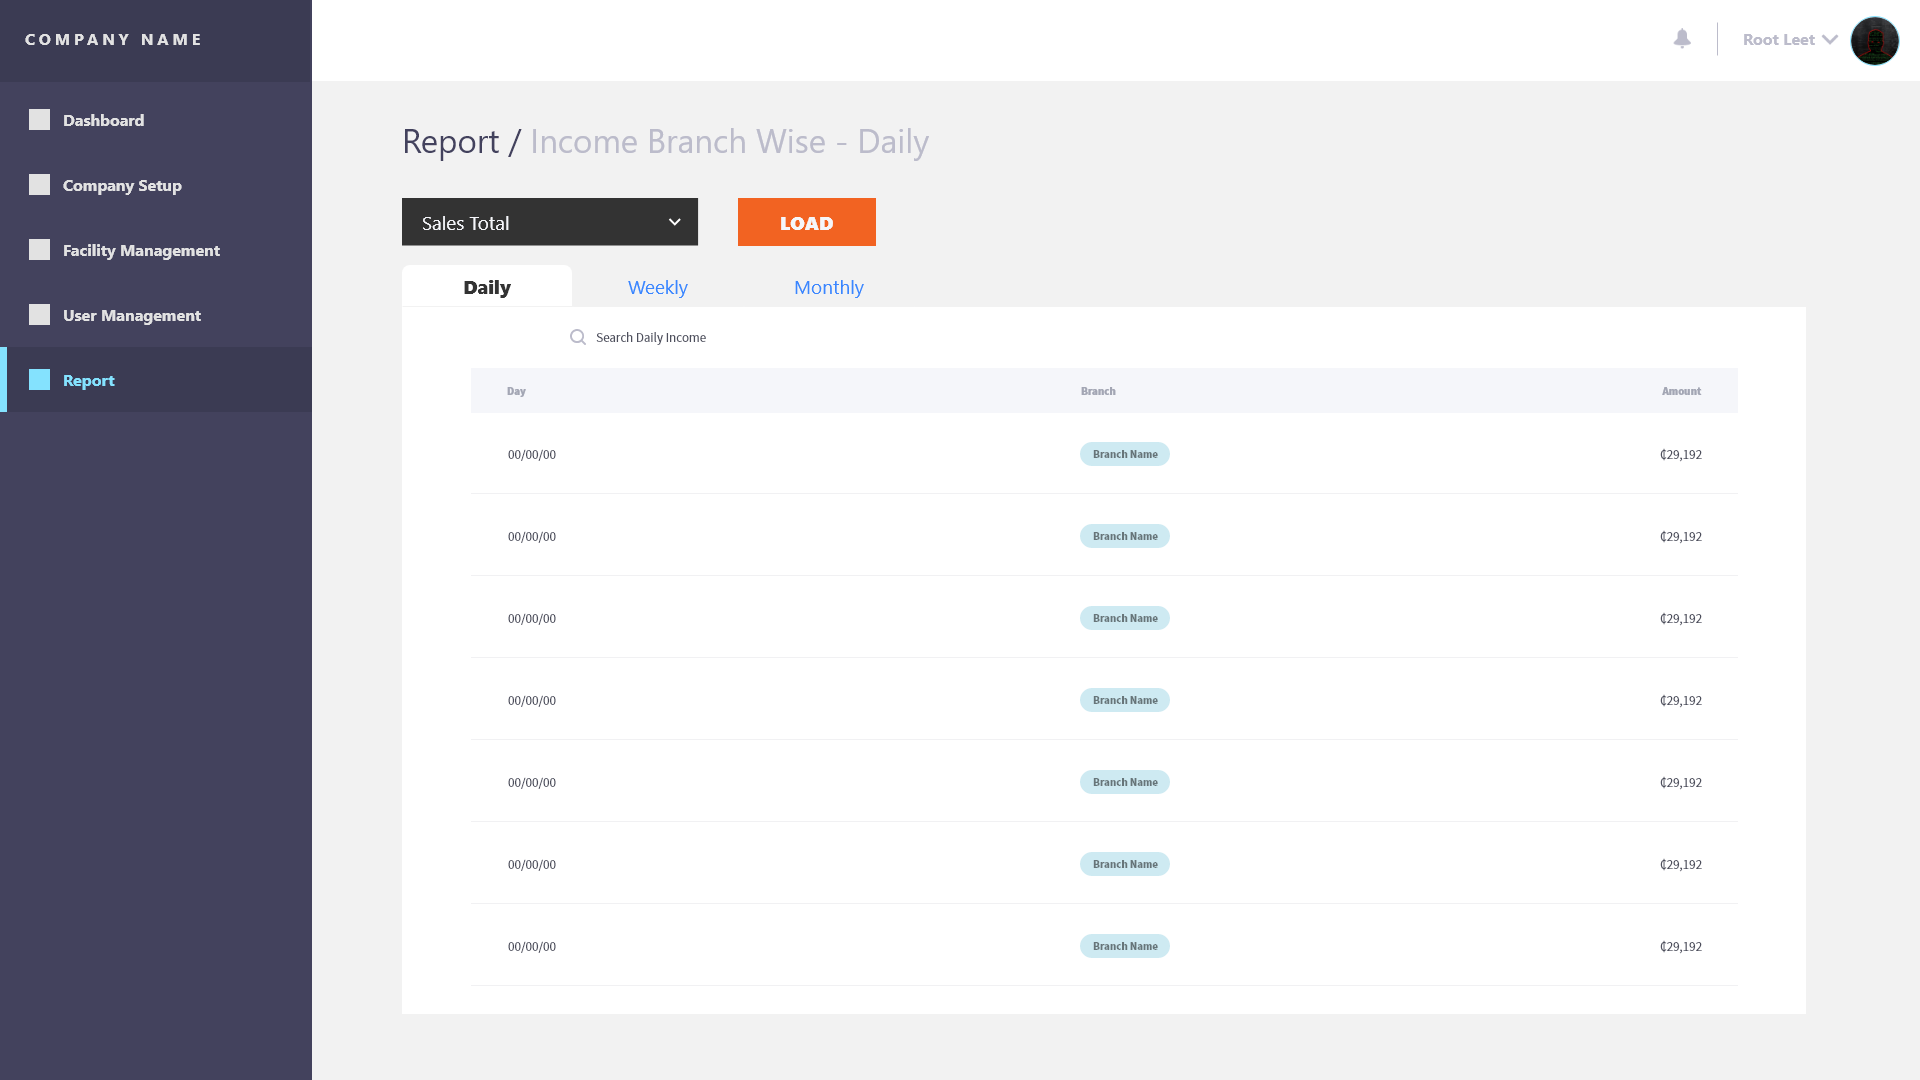 COMPANY NAME
Root Leet
Dashboard
Company Setup
Facility Management
User Management
Report
Report / Income Branch Wise - Daily
Sales Total
LOAD
Daily Weekly Monthly
Search Daily Income
Day Branch Amount
00/00/00 Branch Name ₵29,192
00/00/00 Branch Name ₵29,192
00/00/00 Branch Name ₵29,192
00/00/00 Branch Name ₵29,192
00/00/00 Branch Name ₵29,192
00/00/00 Branch Name ₵29,192
00/00/00 Branch Name ₵29,192